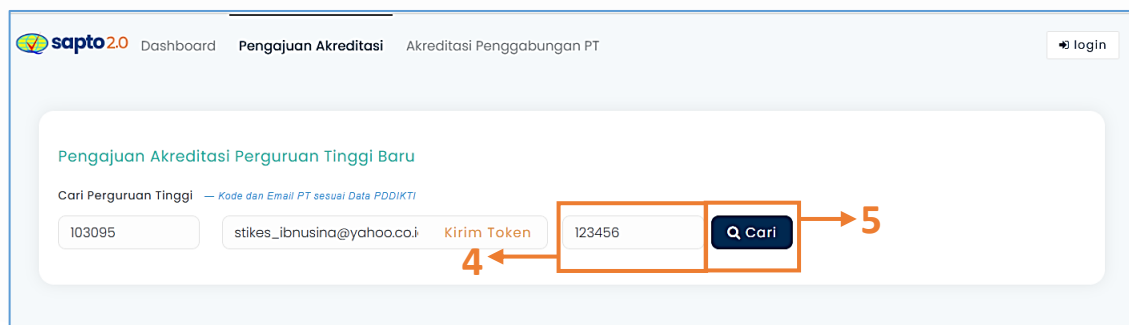 sapto 2.0 Dashboard Pengajuan Akreditasi Akreditasi Penggabungan PT login
Pengajuan Akreditasi Perguruan Tinggi Baru
Cari Perguruan Tinggi — Kode dan Email PT sesuai Data PDDIKTI
103095 stikes_ibnusina@yahoo.co.i Kirim Token 123456 Cari 5
4